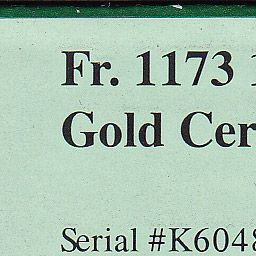 Fr. 1173
Gold Cer
Serial #K6048